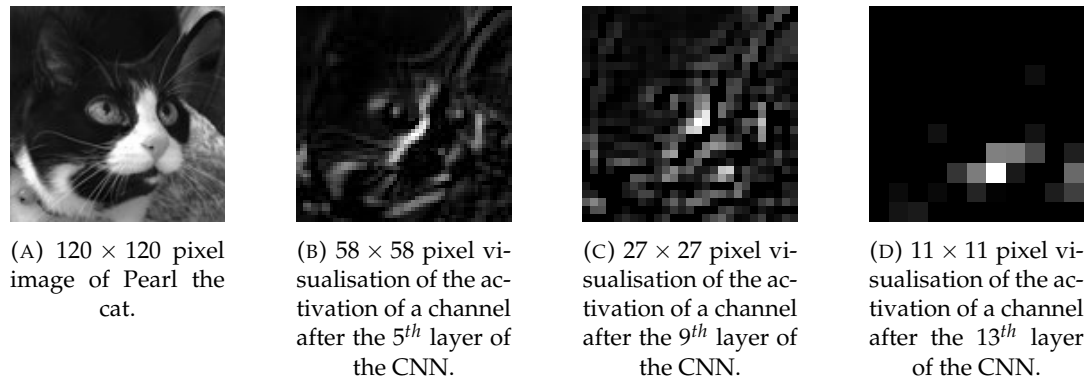 (A) 120 × 120 pixel
image of Pearl the
cat.
(B) 58 × 58 pixel vi-
sualisation of the ac-
tivation of a channel
after the 5th layer of
the CNN.
(C) 27 × 27 pixel vi-
sualisation of the ac-
tivation of a channel
after the 9th layer of
the CNN.
(D) 11 × 11 pixel vi-
sualisation of the ac-
tivation of a channel
after the 13th layer
of the CNN.